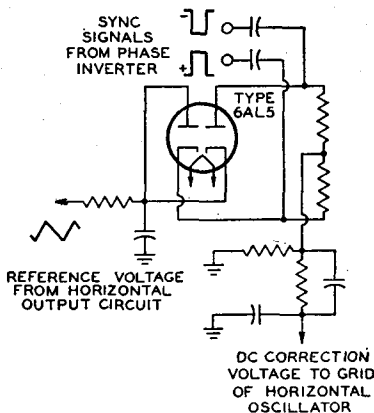 SYNC
SIGNALS
FROM PHASE
INVERTER
−
+
TYPE
6AL5
REFERENCE VOLTAGE
FROM HORIZONTAL
OUTPUT CIRCUIT
DC CORRECTION
VOLTAGE TO GRID
OF HORIZONTAL
OSCILLATOR